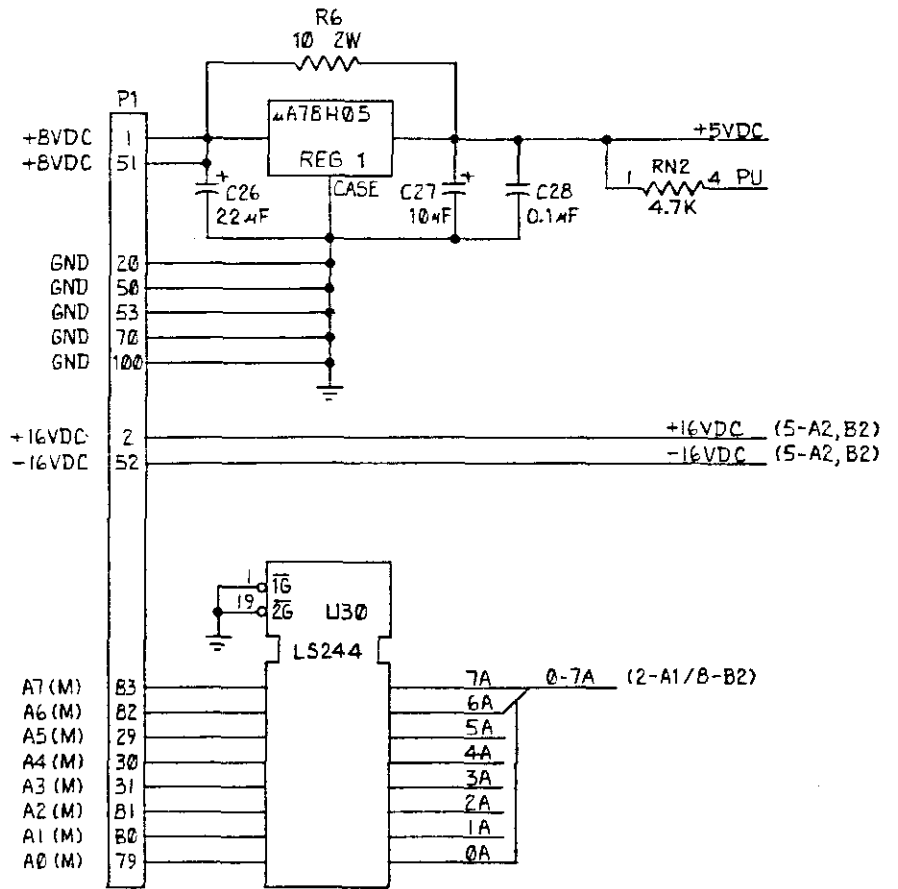 R6
10 2W
P1
µA78H05
+8VDC 1
+5VDC
+8VDC 51
REG 1
RN2
1 4 PU
4.7K
+ C26
22µF
CASE
C27 +
10µF
C28
0.1µF
GND 20
GND 50
GND 53
GND 70
GND 100
+16VDC 2 +16VDC (5-A2,B2)
-16VDC 52 -16VDC (5-A2,B2)
1 1G
19 2G
U30
LS244
A7 (M) 83 7A 0-7A (2-A1/8-B2)
A6 (M) 82 6A
A5 (M) 29 5A
A4 (M) 30 4A
A3 (M) 31 3A
A2 (M) 81 2A
A1 (M) 80 1A
A0 (M) 79 0A